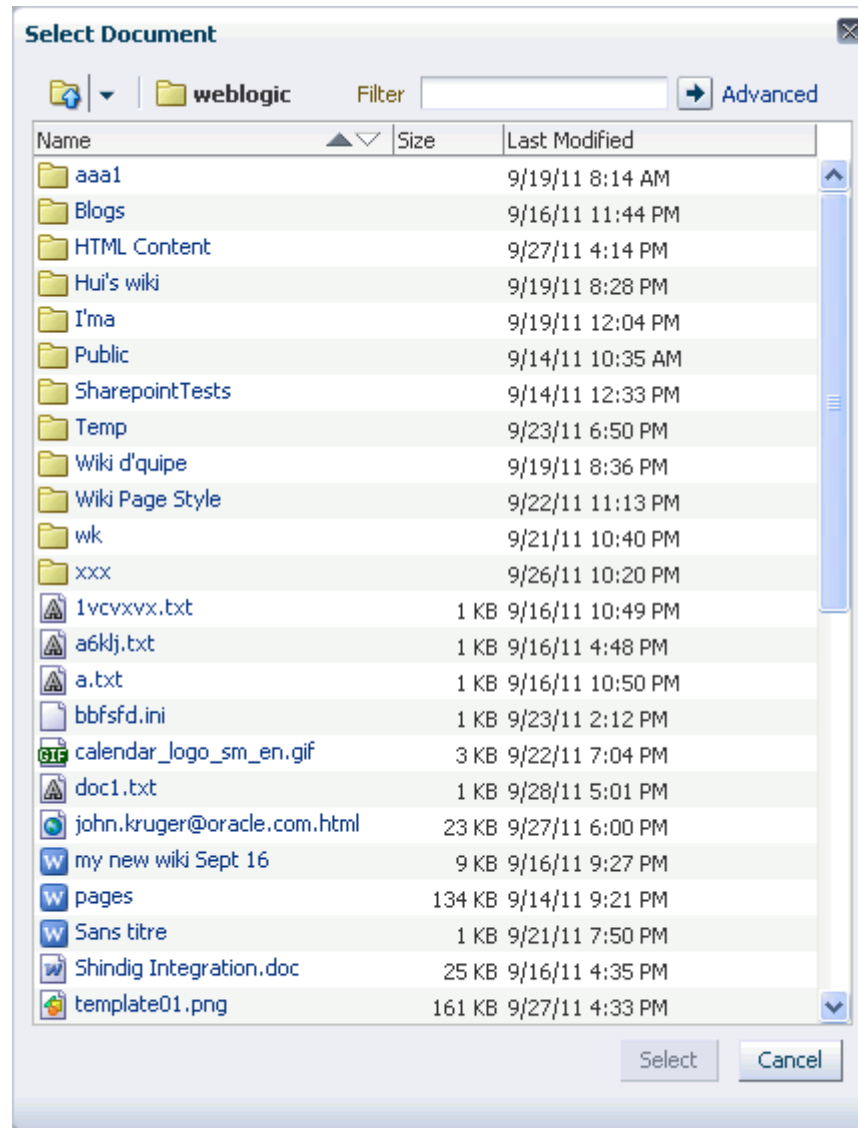 Select Document
weblogic Filter Advanced
Name Size Last Modified
aaa1 9/19/11 8:14 AM
Blogs 9/16/11 11:44 PM
HTML Content 9/27/11 4:14 PM
Hui's wiki 9/19/11 8:28 PM
I'ma 9/19/11 12:04 PM
Public 9/14/11 10:35 AM
SharepointTests 9/14/11 12:33 PM
Temp 9/23/11 6:50 PM
Wiki d'quipe 9/19/11 8:36 PM
Wiki Page Style 9/22/11 11:13 PM
wk 9/21/11 10:40 PM
xxx 9/26/11 10:20 PM
1vcvxvx.txt 1 KB 9/16/11 10:49 PM
a6klj.txt 1 KB 9/16/11 4:48 PM
a.txt 1 KB 9/16/11 10:50 PM
bbfsfd.ini 1 KB 9/23/11 2:12 PM
GIF calendar_logo_sm_en.gif 3 KB 9/22/11 7:04 PM
doc1.txt 1 KB 9/28/11 5:01 PM
john.kruger@oracle.com.html 23 KB 9/27/11 6:00 PM
W my new wiki Sept 16 9 KB 9/16/11 9:27 PM
W pages 134 KB 9/14/11 9:21 PM
W Sans titre 1 KB 9/21/11 7:50 PM
W Shindig Integration.doc 25 KB 9/16/11 4:35 PM
template01.png 161 KB 9/27/11 4:33 PM
Select Cancel